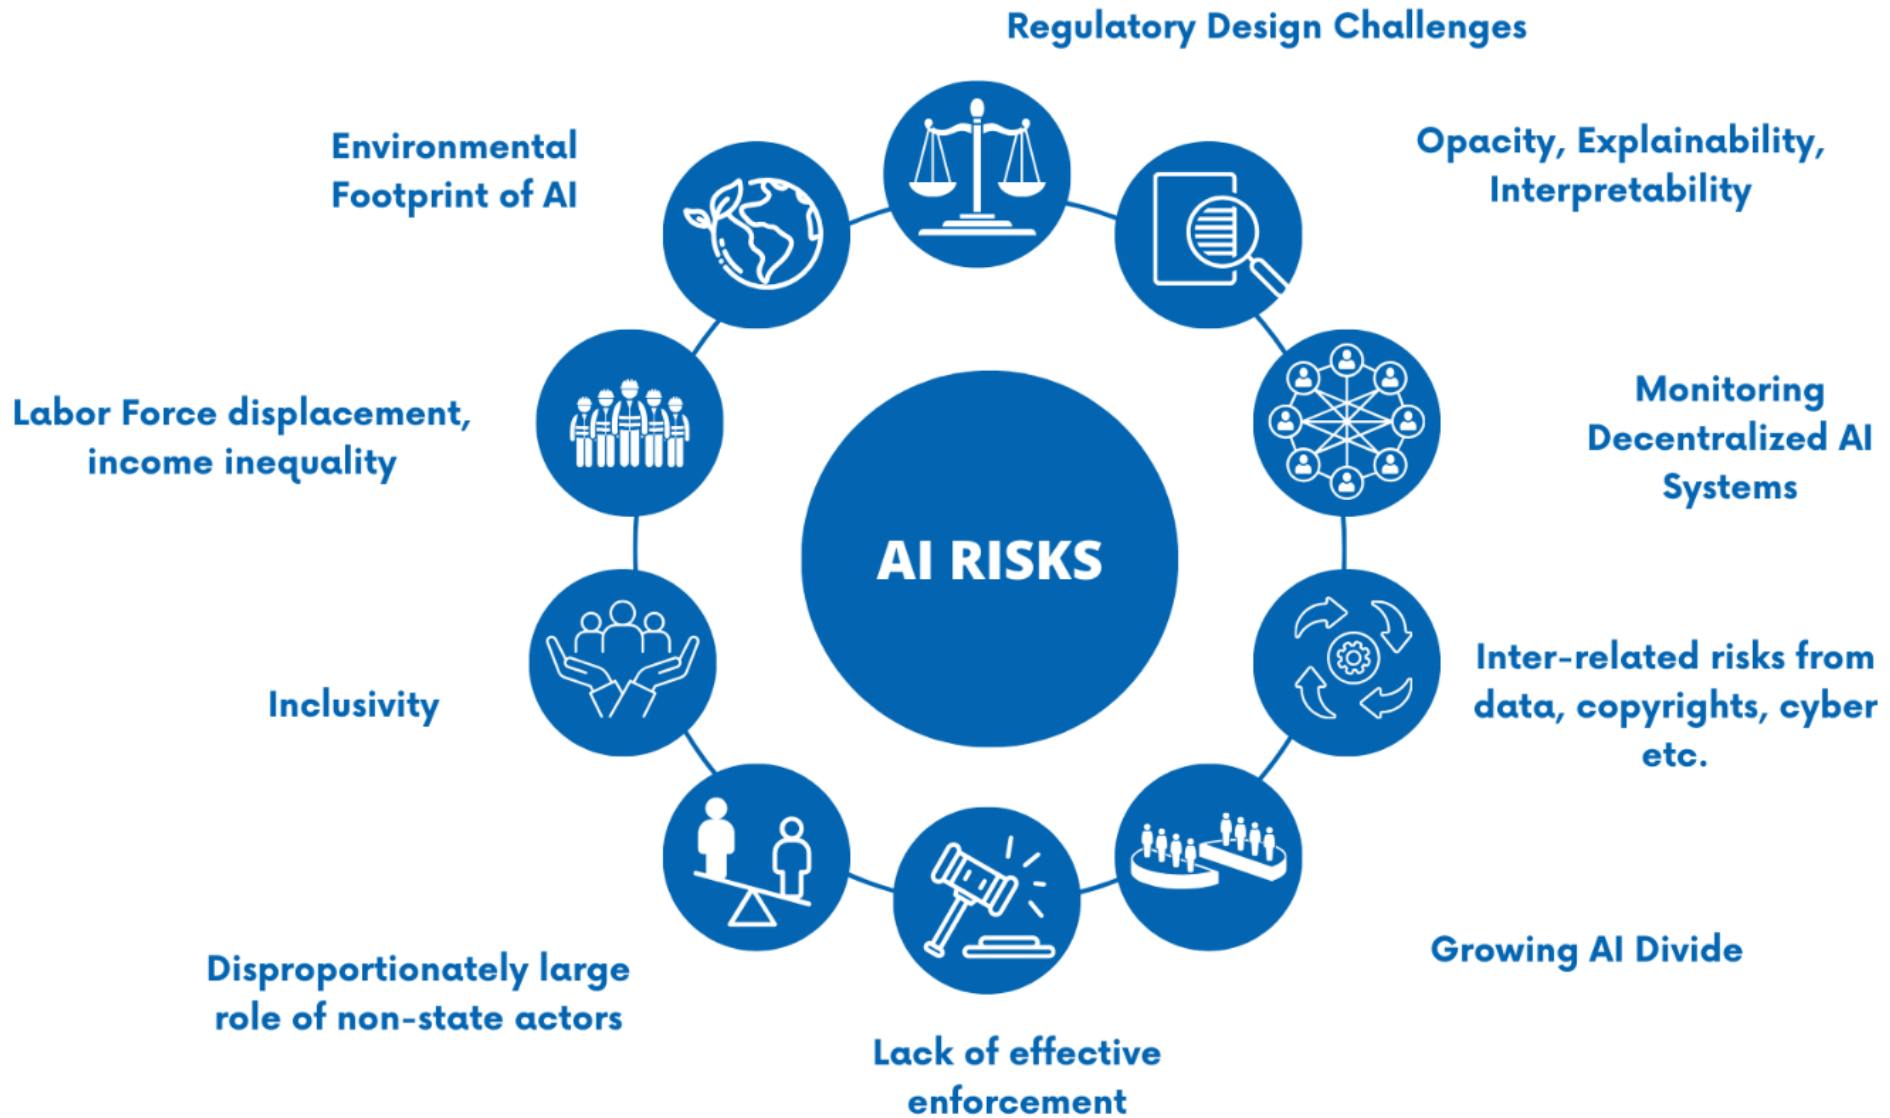 Regulatory Design Challenges
Opacity, Explainability,
Interpretability
Monitoring
Decentralized AI
Systems
Inter-related risks from
data, copyrights, cyber
etc.
Growing AI Divide
Lack of effective
enforcement
Disproportionately large
role of non-state actors
Inclusivity
Labor Force displacement,
income inequality
Environmental
Footprint of AI
AI RISKS